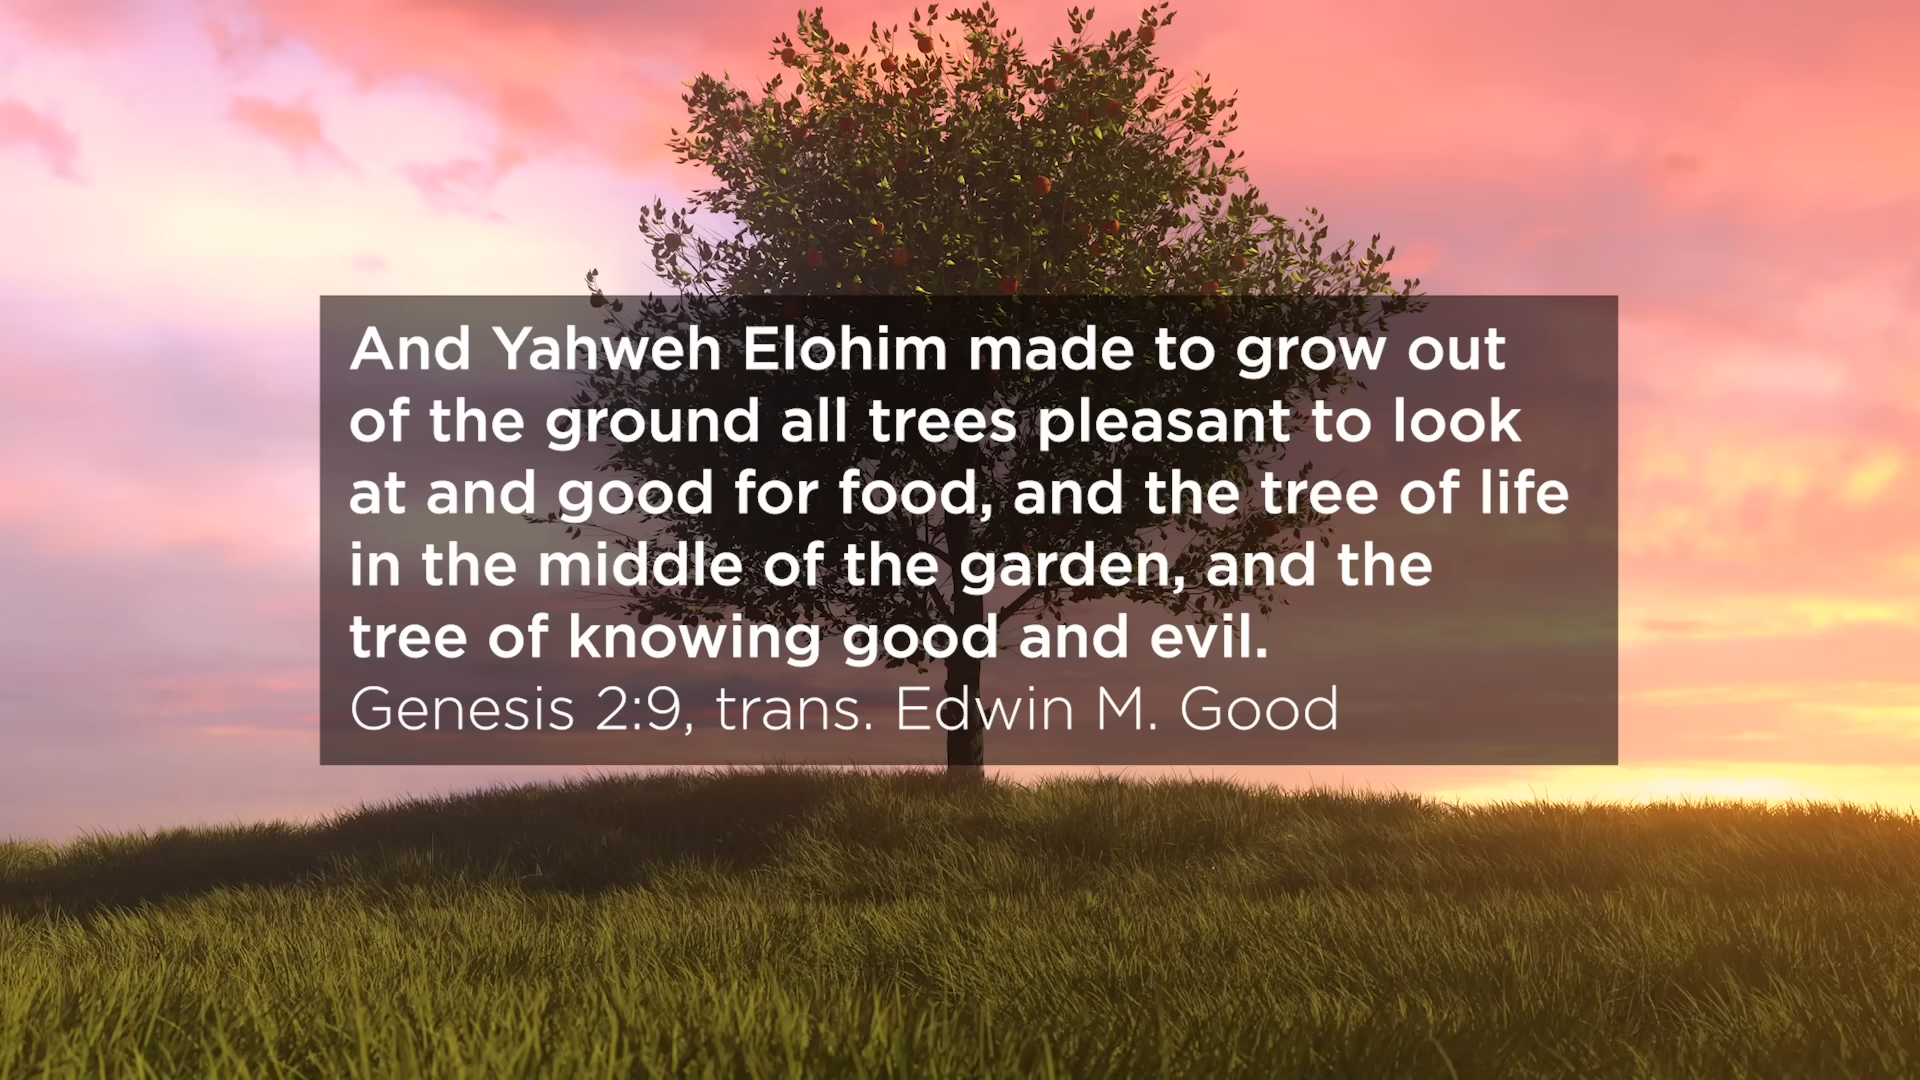 And Yahweh Elohim made to grow out
of the ground all trees pleasant to look
at and good for food, and the tree of life
in the middle of the garden, and the
tree of knowing good and evil.
Genesis 2:9, trans. Edwin M. Good